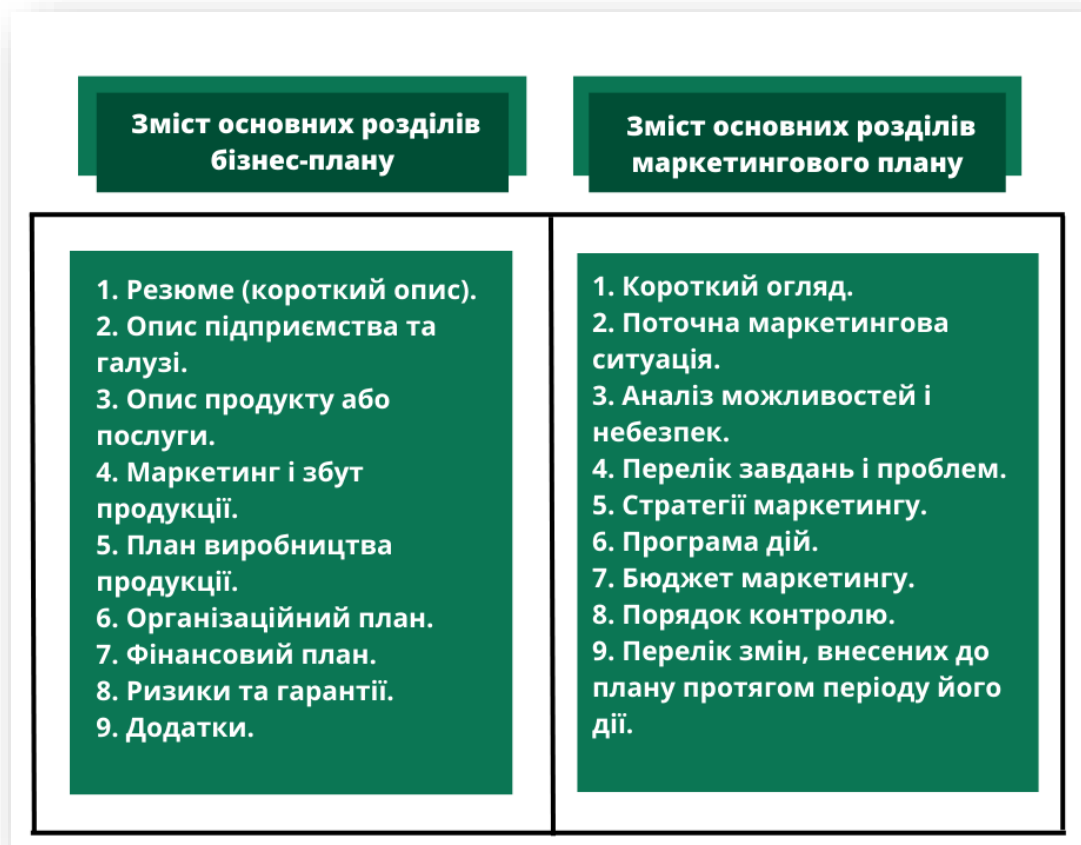 Зміст основних розділів
бізнес-плану
Зміст основних розділів
маркетингового плану
1. Резюме (короткий опис).
2. Опис підприємства та
галузі.
3. Опис продукту або
послуги.
4. Маркетинг і збут
продукції.
5. План виробництва
продукції.
6. Організаційний план.
7. Фінансовий план.
8. Ризики та гарантії.
9. Додатки.
1. Короткий огляд.
2. Поточна маркетингова
ситуація.
3. Аналіз можливостей і
небезпек.
4. Перелік завдань і проблем.
5. Стратегії маркетингу.
6. Програма дій.
7. Бюджет маркетингу.
8. Порядок контролю.
9. Перелік змін, внесених до
плану протягом періоду його
дії.